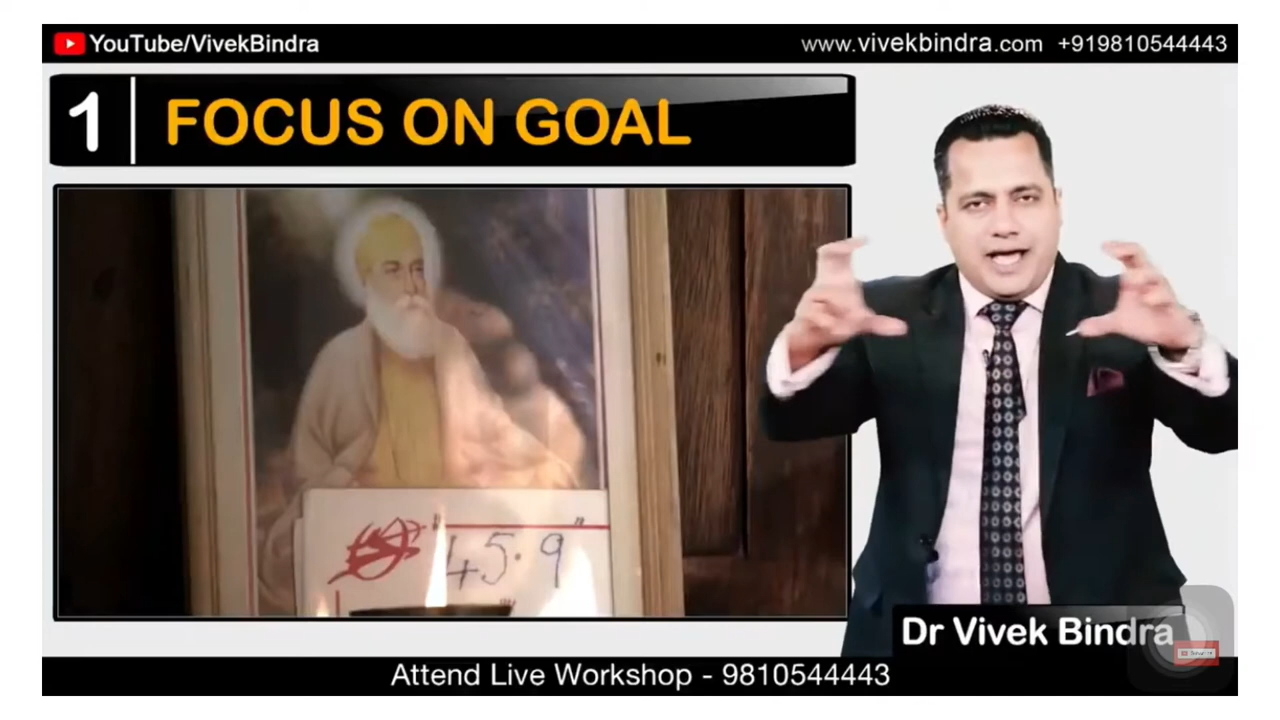 YouTube/VivekBindra
www.vivekbindra.com +919810544443
1 FOCUS ON GOAL
45.9
Dr Vivek Bindra
Attend Live Workshop - 9810544443